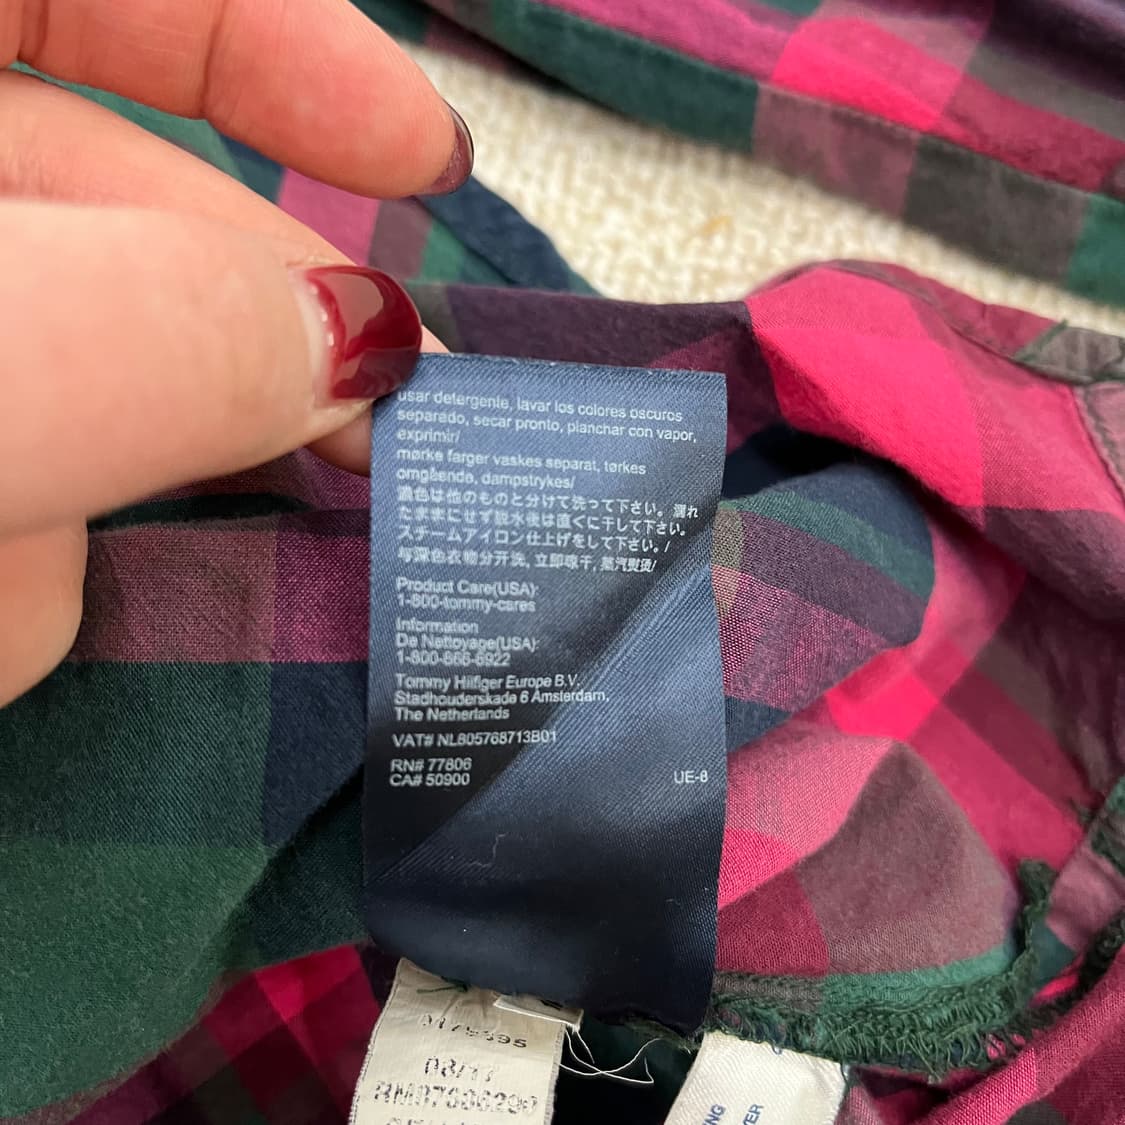 usar detergente, lavar los colores oscuros
separado, secar pronto, planchar con vapor,
exprimir/
mørke farger vaskes separat, tørkes
omgående, dampstrykes/
濃色は他のものと分けて洗って下さい。濡れ
たままにせず脱水後は直ぐに干して下さい。
スチームアイロン仕上げをして下さい。/
与深色衣物分开洗, 立即晾干, 蒸汽熨烫/
Product Care(USA):
1-800-tommy-cares
Information
De Nettoyage(USA):
1-800-866-6922
Tommy Hilfiger Europe B.V.
Stadhouderskade 6 Amsterdam,
The Netherlands
VAT# NL805768713B01
RN# 77806
CA# 50900
UE-8
08/11